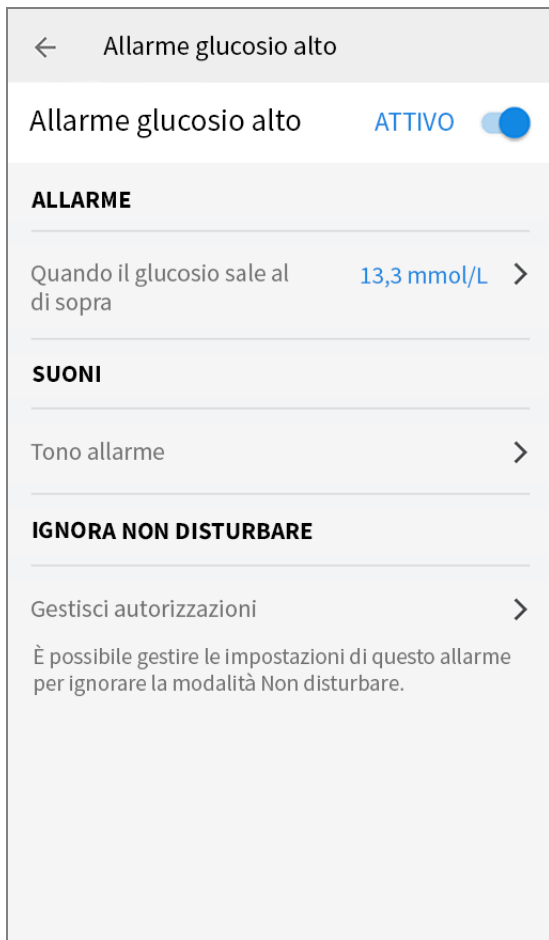 Allarme glucosio alto
Allarme glucosio alto ATTIVO
ALLARME
Quando il glucosio sale al 13,3 mmol/L
di sopra
SUONI
Tono allarme
IGNORA NON DISTURBARE
Gestisci autorizzazioni
È possibile gestire le impostazioni di questo allarme
per ignorare la modalità Non disturbare.